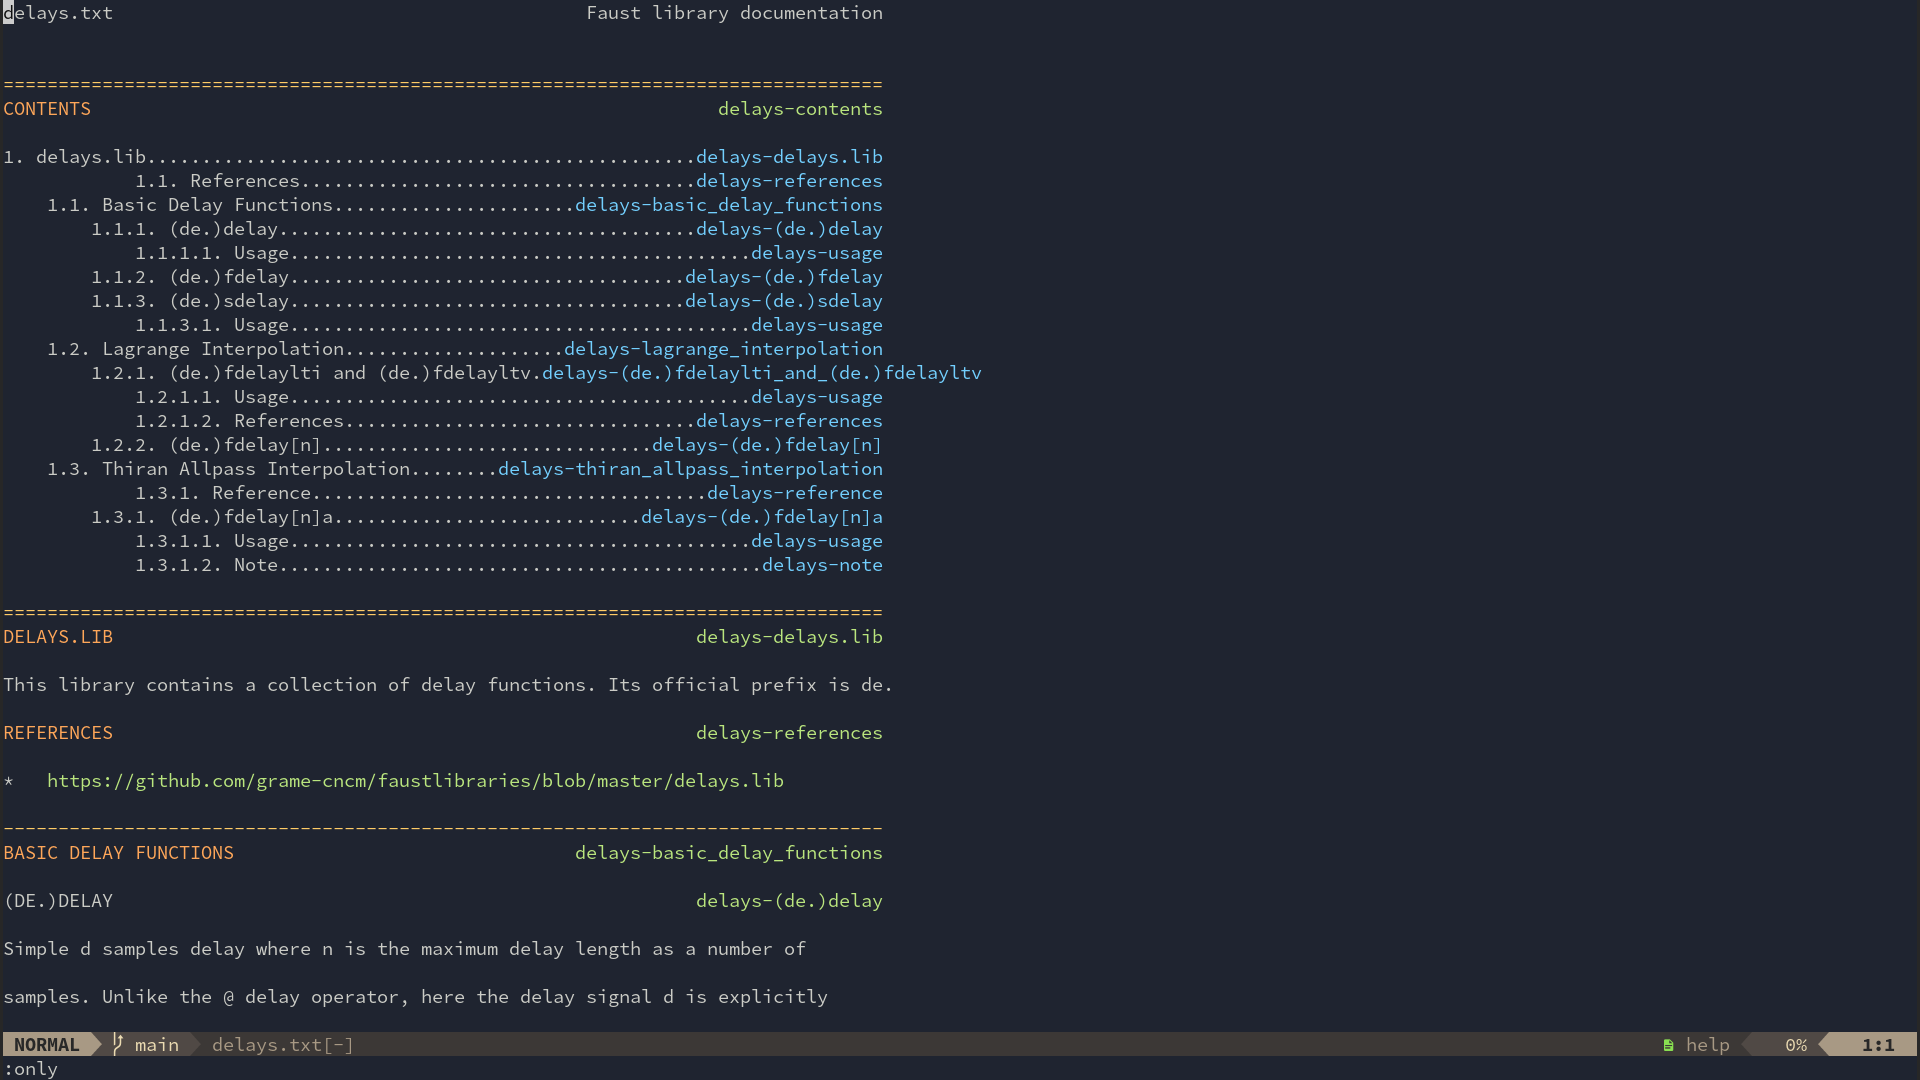 delays.txt                                           Faust library documentation
================================================================================
CONTENTS                                                         delays-contents
1. delays.lib..................................................delays-delays.lib
            1.1. References....................................delays-references
    1.1. Basic Delay Functions......................delays-basic_delay_functions
        1.1.1. (de.)delay......................................delays-(de.)delay
            1.1.1.1. Usage..........................................delays-usage
        1.1.2. (de.)fdelay....................................delays-(de.)fdelay
        1.1.3. (de.)sdelay....................................delays-(de.)sdelay
            1.1.3.1. Usage..........................................delays-usage
    1.2. Lagrange Interpolation....................delays-lagrange_interpolation
        1.2.1. (de.)fdelaylti and (de.)fdelayltv.delays-(de.)fdelaylti_and_(de.)fdelayltv
            1.2.1.1. Usage..........................................delays-usage
            1.2.1.2. References................................delays-references
        1.2.2. (de.)fdelay[n]..............................delays-(de.)fdelay[n]
    1.3. Thiran Allpass Interpolation........delays-thiran_allpass_interpolation
            1.3.1. Reference....................................delays-reference
        1.3.1. (de.)fdelay[n]a............................delays-(de.)fdelay[n]a
            1.3.1.1. Usage..........................................delays-usage
            1.3.1.2. Note............................................delays-note
================================================================================
DELAYS.LIB                                                     delays-delays.lib
This library contains a collection of delay functions. Its official prefix is de.
REFERENCES                                                     delays-references
*   https://github.com/grame-cncm/faustlibraries/blob/master/delays.lib
--------------------------------------------------------------------------------
BASIC DELAY FUNCTIONS                               delays-basic_delay_functions
(DE.)DELAY                                                     delays-(de.)delay
Simple d samples delay where n is the maximum delay length as a number of
samples. Unlike the @ delay operator, here the delay signal d is explicitly
NORMAL main delays.txt[-] help 0% 1:1
:only